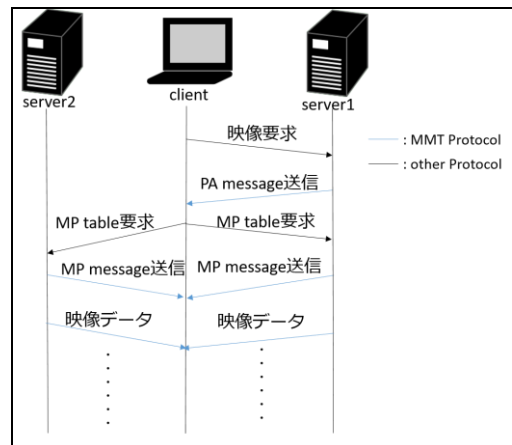 server2
client
server1
映像要求
: MMT Protocol
: other Protocol
PA message送信
MP table要求
MP table要求
MP message送信
MP message送信
映像データ
映像データ